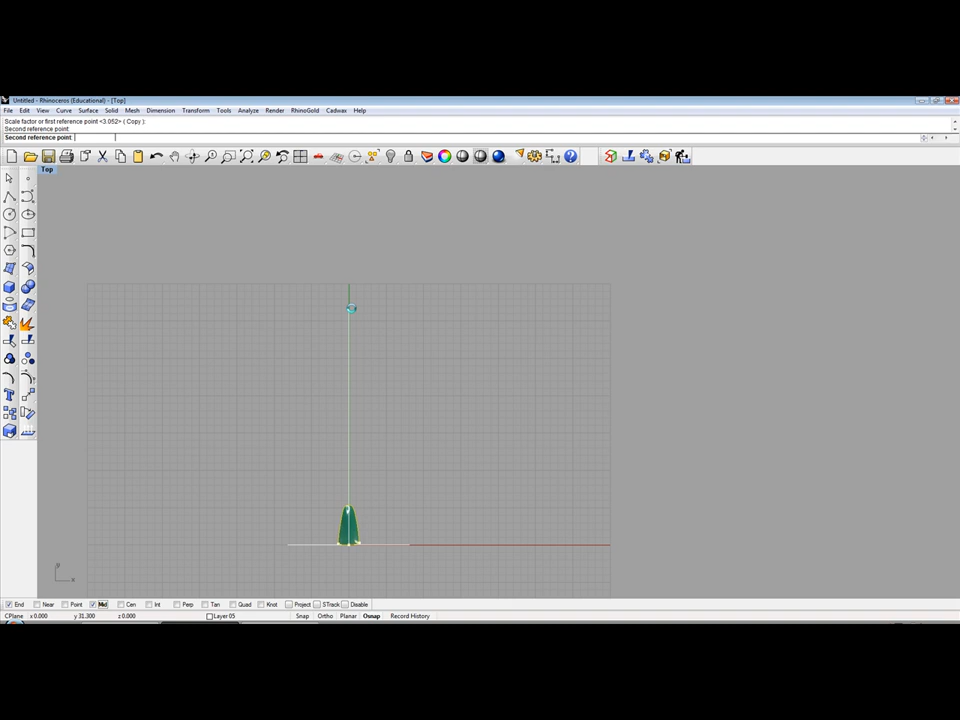 Untitled - Rhinoceros (Educational) - [Top]
File Edit View Curve Surface Solid Mesh Dimension Transform Tools Analyze Render RhinoGold Cadwax Help
Scale factor or first reference point <3.052> ( Copy ):
Second reference point
Second reference point
Top
y
x
End Near Point Mid Cen Int Perp Tan Quad Knot Project STrack Disable
CPlane x 0.000 y 31.300 z 0.000 Layer 05 Snap Ortho Planar Osnap Record History